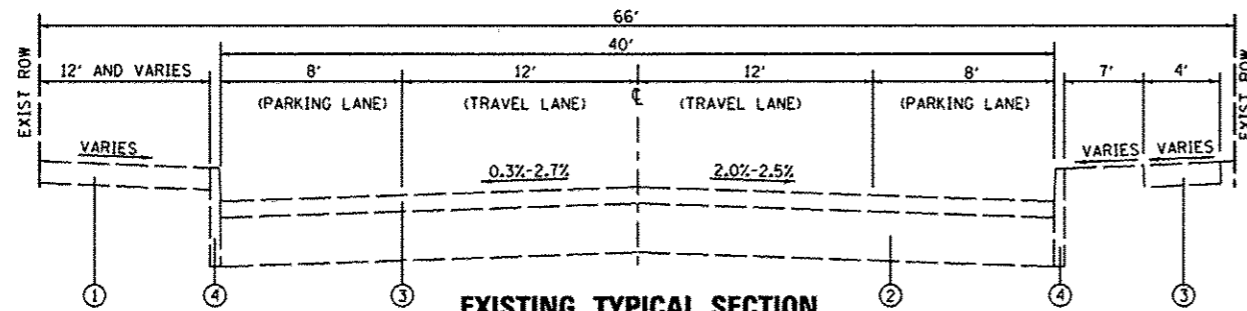 66'
40'
EXIST ROW
12' AND VARIES
8'
12'
12'
8'
7'
4'
EXIST ROW
(PARKING LANE)
(TRAVEL LANE)
℄
(TRAVEL LANE)
(PARKING LANE)
VARIES
0.3%-2.7%
2.0%-2.5%
VARIES
VARIES
1
4
3
2
4
3
EXISTING TYPICAL SECTION